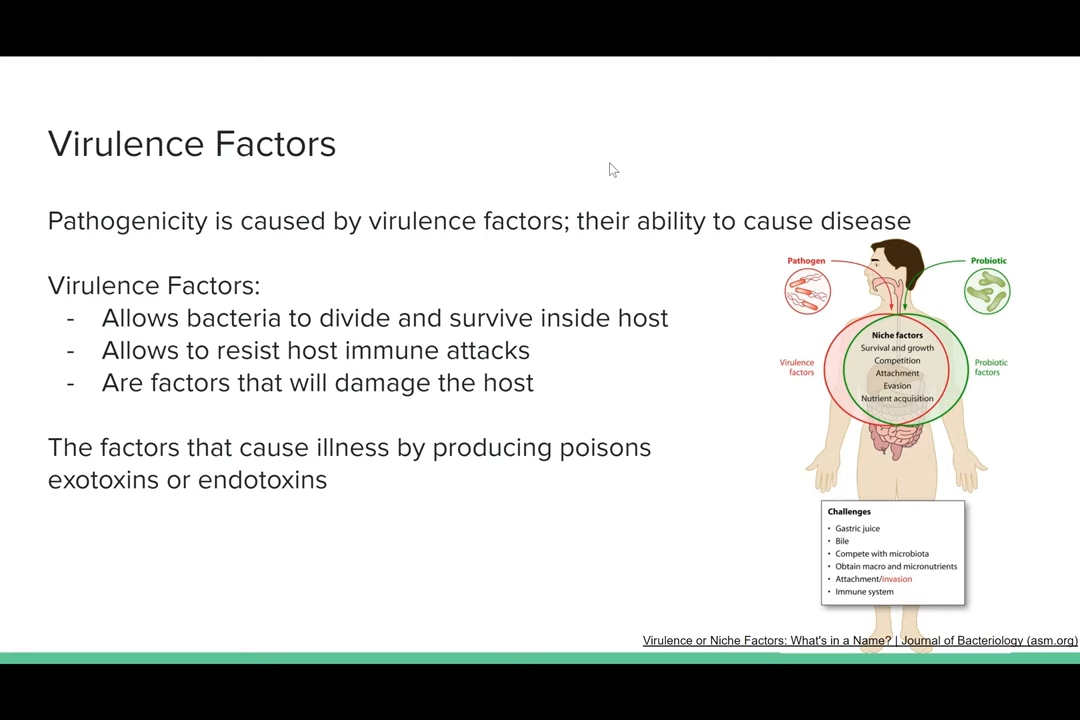 Virulence Factors
Pathogenicity is caused by virulence factors; their ability to cause disease
Virulence Factors:
- Allows bacteria to divide and survive inside host
- Allows to resist host immune attacks
- Are factors that will damage the host
The factors that cause illness by producing poisons
exotoxins or endotoxins
Pathogen
Probiotic
Virulence
factors
Niche factors
Survival and growth
Competition
Attachment
Evasion
Nutrient acquisition
Probiotic
factors
Challenges
• Gastric juice
• Bile
• Compete with microbiota
• Obtain macro and micronutrients
• Attachment/invasion
• Immune system
Virulence or Niche Factors: What's in a Name? | Journal of Bacteriology (asm.org)